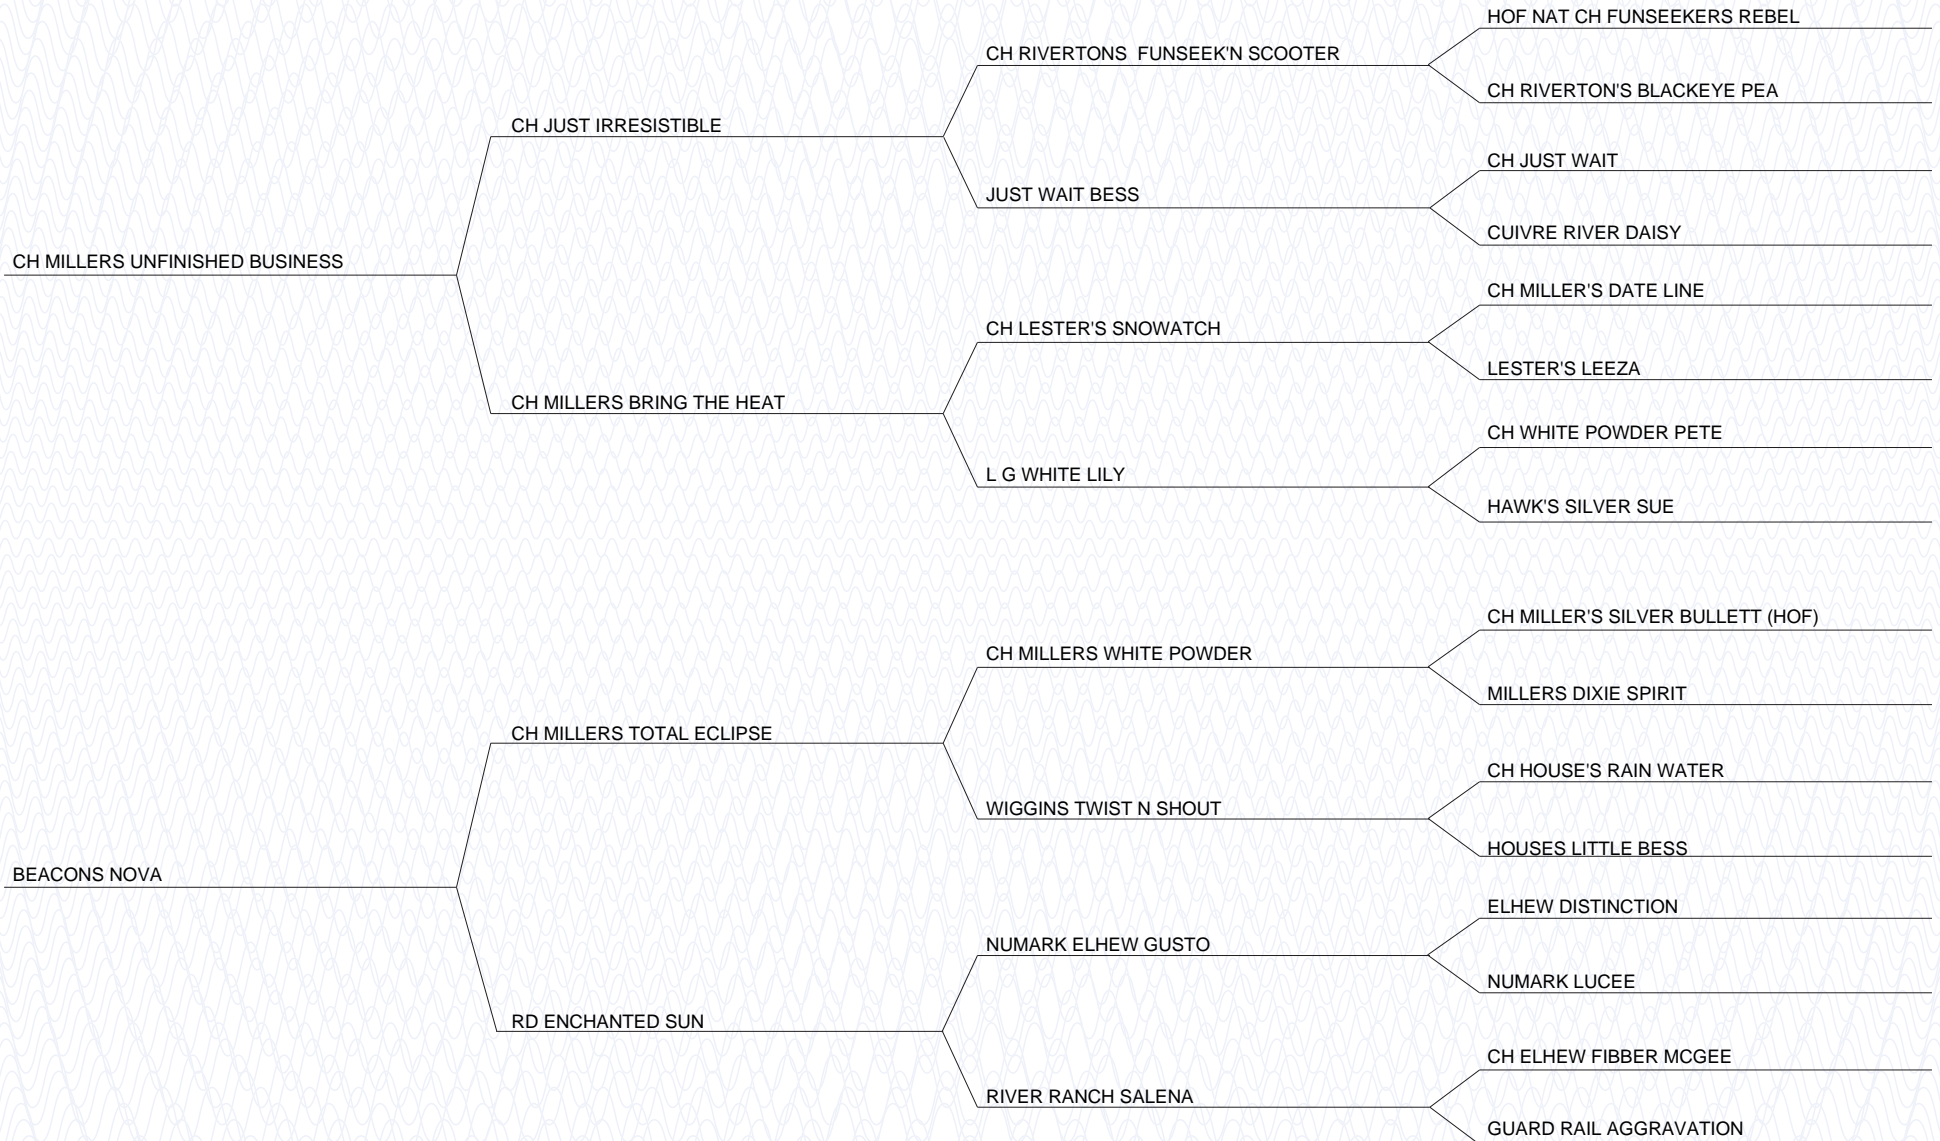 HOF NAT CH FUNSEEKERS REBEL
CH RIVERTONS  FUNSEEK'N SCOOTER
CH RIVERTON'S BLACKEYE PEA
CH JUST IRRESISTIBLE
CH JUST WAIT
JUST WAIT BESS
CUIVRE RIVER DAISY
CH MILLERS UNFINISHED BUSINESS
CH MILLER'S DATE LINE
CH LESTER'S SNOWATCH
LESTER'S LEEZA
CH MILLERS BRING THE HEAT
CH WHITE POWDER PETE
L G WHITE LILY
HAWK'S SILVER SUE
CH MILLER'S SILVER BULLETT (HOF)
CH MILLERS WHITE POWDER
MILLERS DIXIE SPIRIT
CH MILLERS TOTAL ECLIPSE
CH HOUSE'S RAIN WATER
WIGGINS TWIST N SHOUT
HOUSES LITTLE BESS
BEACONS NOVA
ELHEW DISTINCTION
NUMARK ELHEW GUSTO
NUMARK LUCEE
RD ENCHANTED SUN
CH ELHEW FIBBER MCGEE
RIVER RANCH SALENA
GUARD RAIL AGGRAVATION